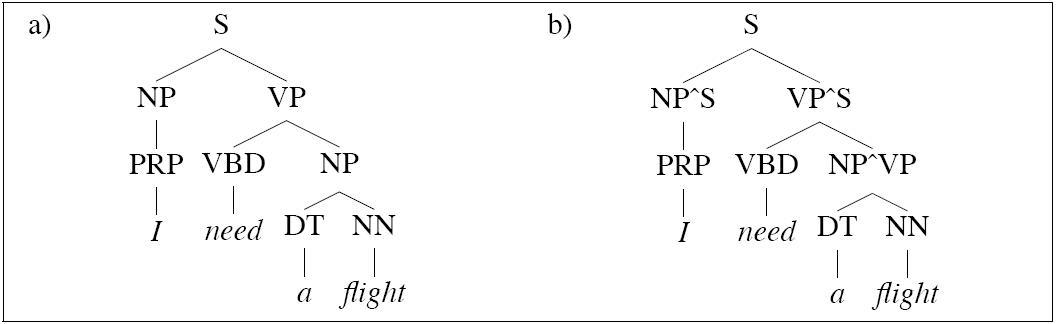 a) S b) S
NP VP NP^S VP^S
PRP VBD NP PRP VBD NP^VP
I need DT NN I need DT NN
a flight a flight